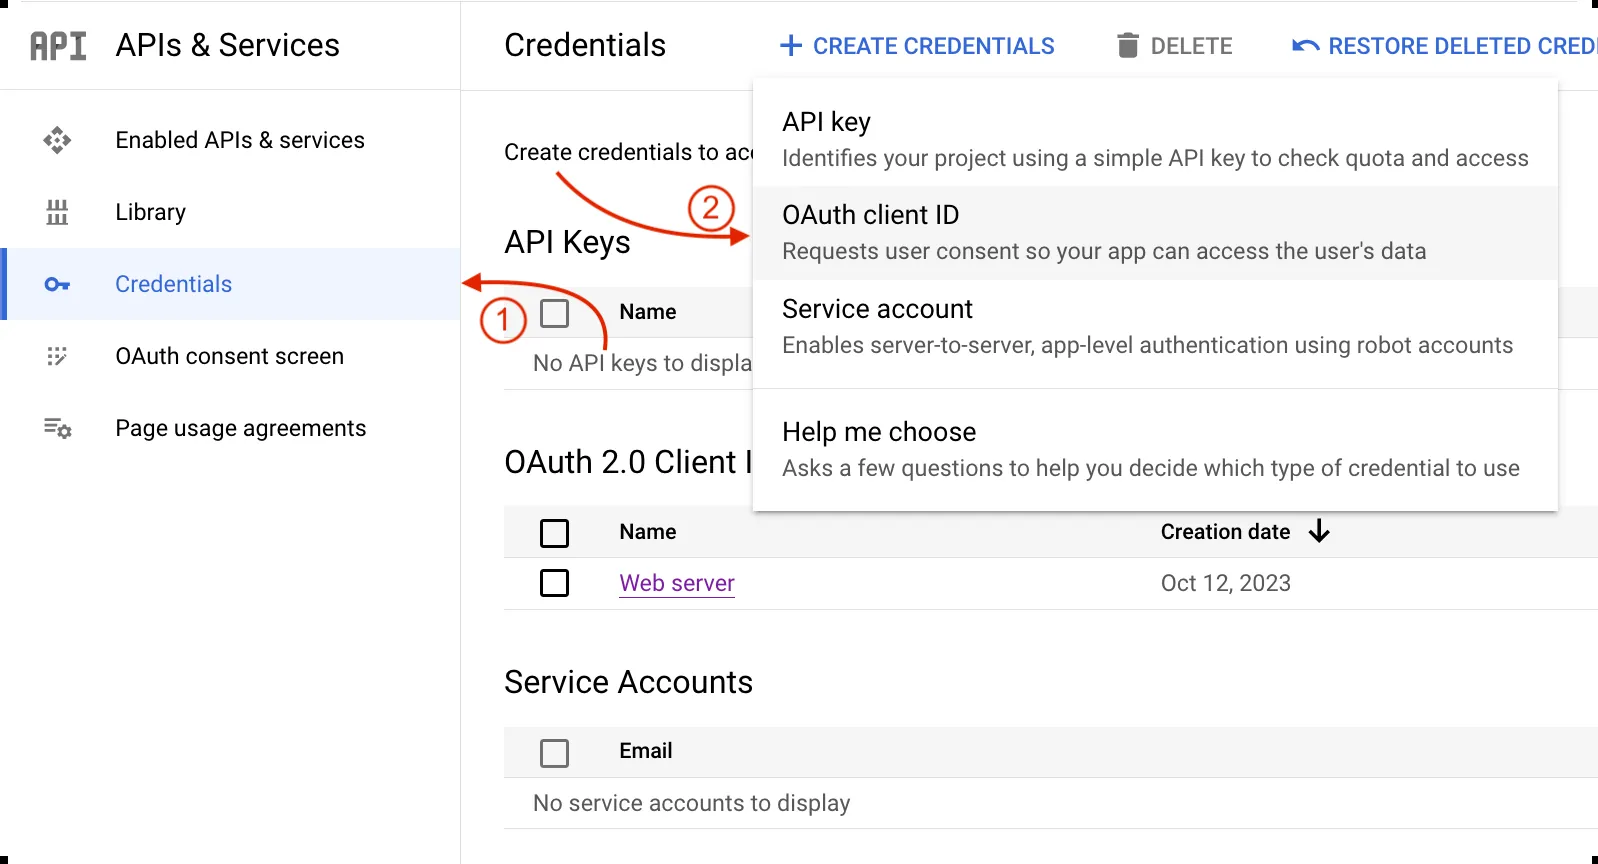 API APIs & Services
Enabled APIs & services
Library
Credentials
OAuth consent screen
Page usage agreements
Credentials
CREATE CREDENTIALS
DELETE
RESTORE DELETED CRED
Create credentials to acc
API key
Identifies your project using a simple API key to check quota and access
OAuth client ID
Requests user consent so your app can access the user's data
Service account
Enables server-to-server, app-level authentication using robot accounts
Help me choose
Asks a few questions to help you decide which type of credential to use
2
API Keys
1
Name
No API keys to displa
OAuth 2.0 Client I
Name Creation date
Web server Oct 12, 2023
Service Accounts
Email
No service accounts to display